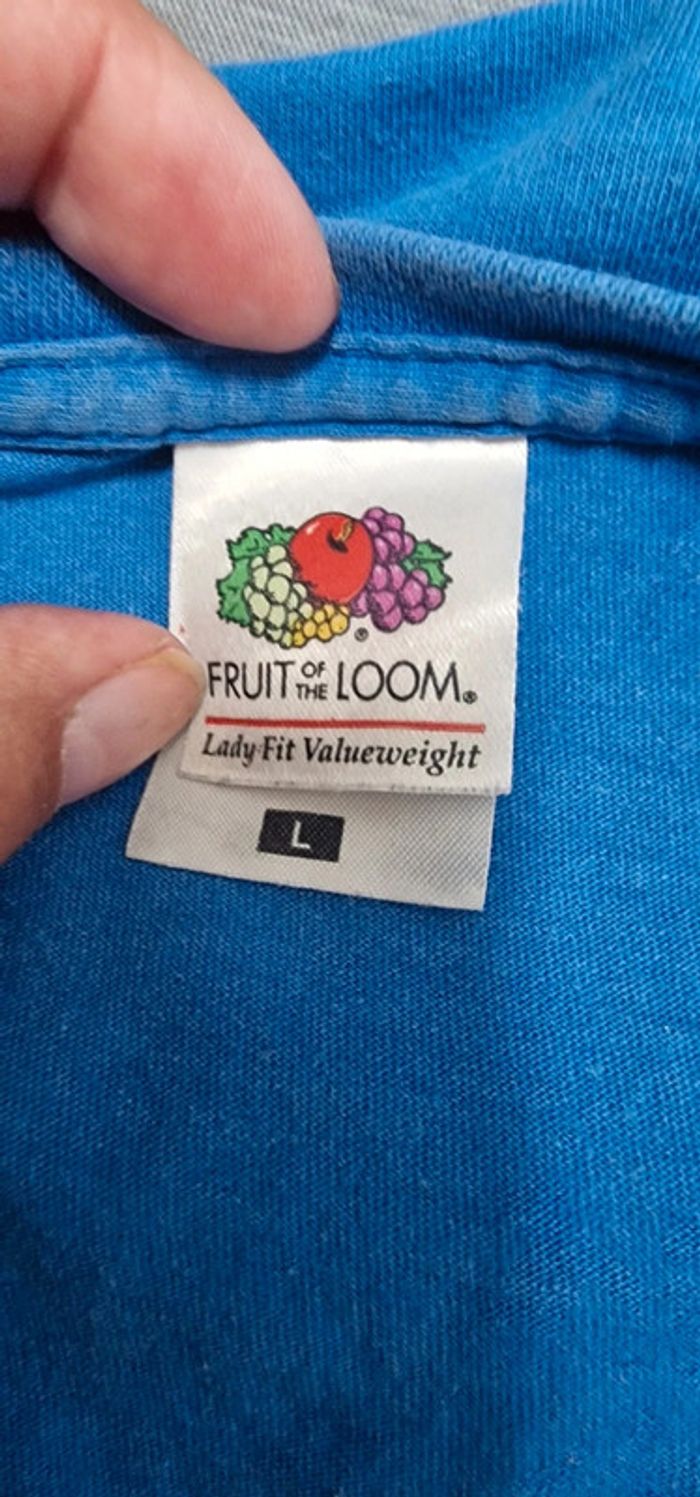 FRUIT OF THE LOOM®
Lady-Fit Valueweight
L